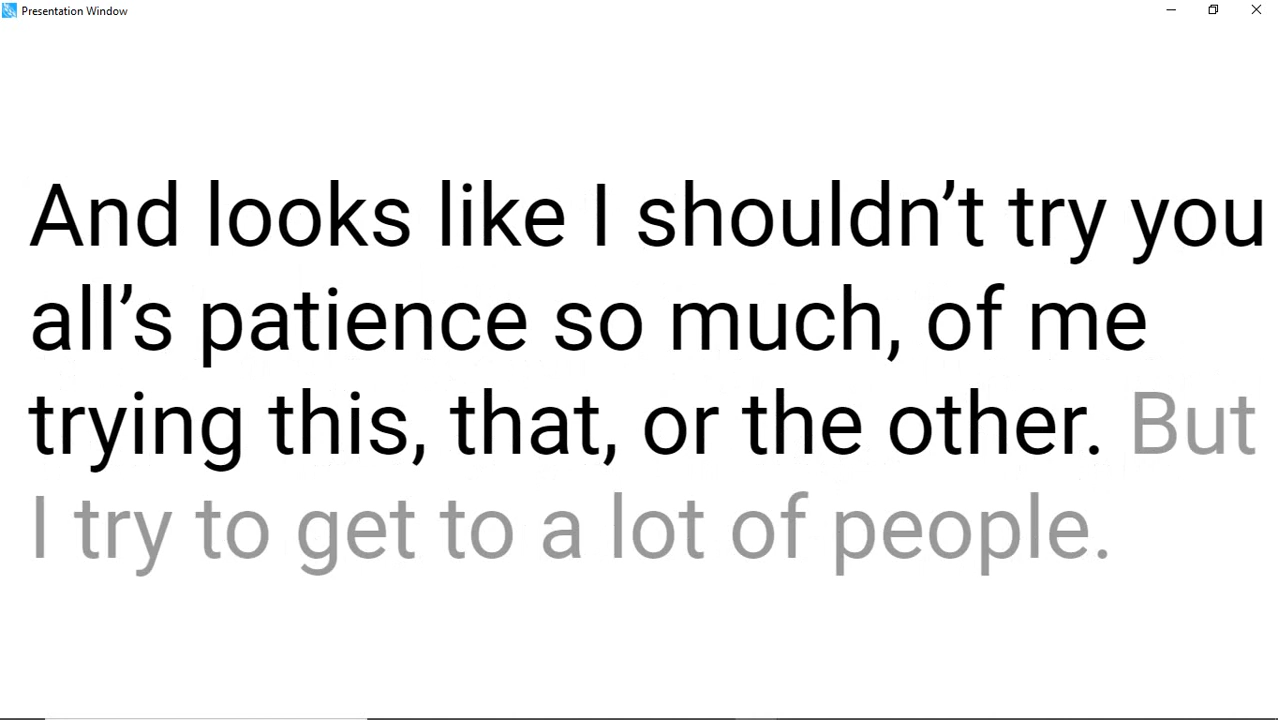 Presentation Window
And looks like I shouldn’t try you
all’s patience so much, of me
trying this, that, or the other. But
I try to get to a lot of people.